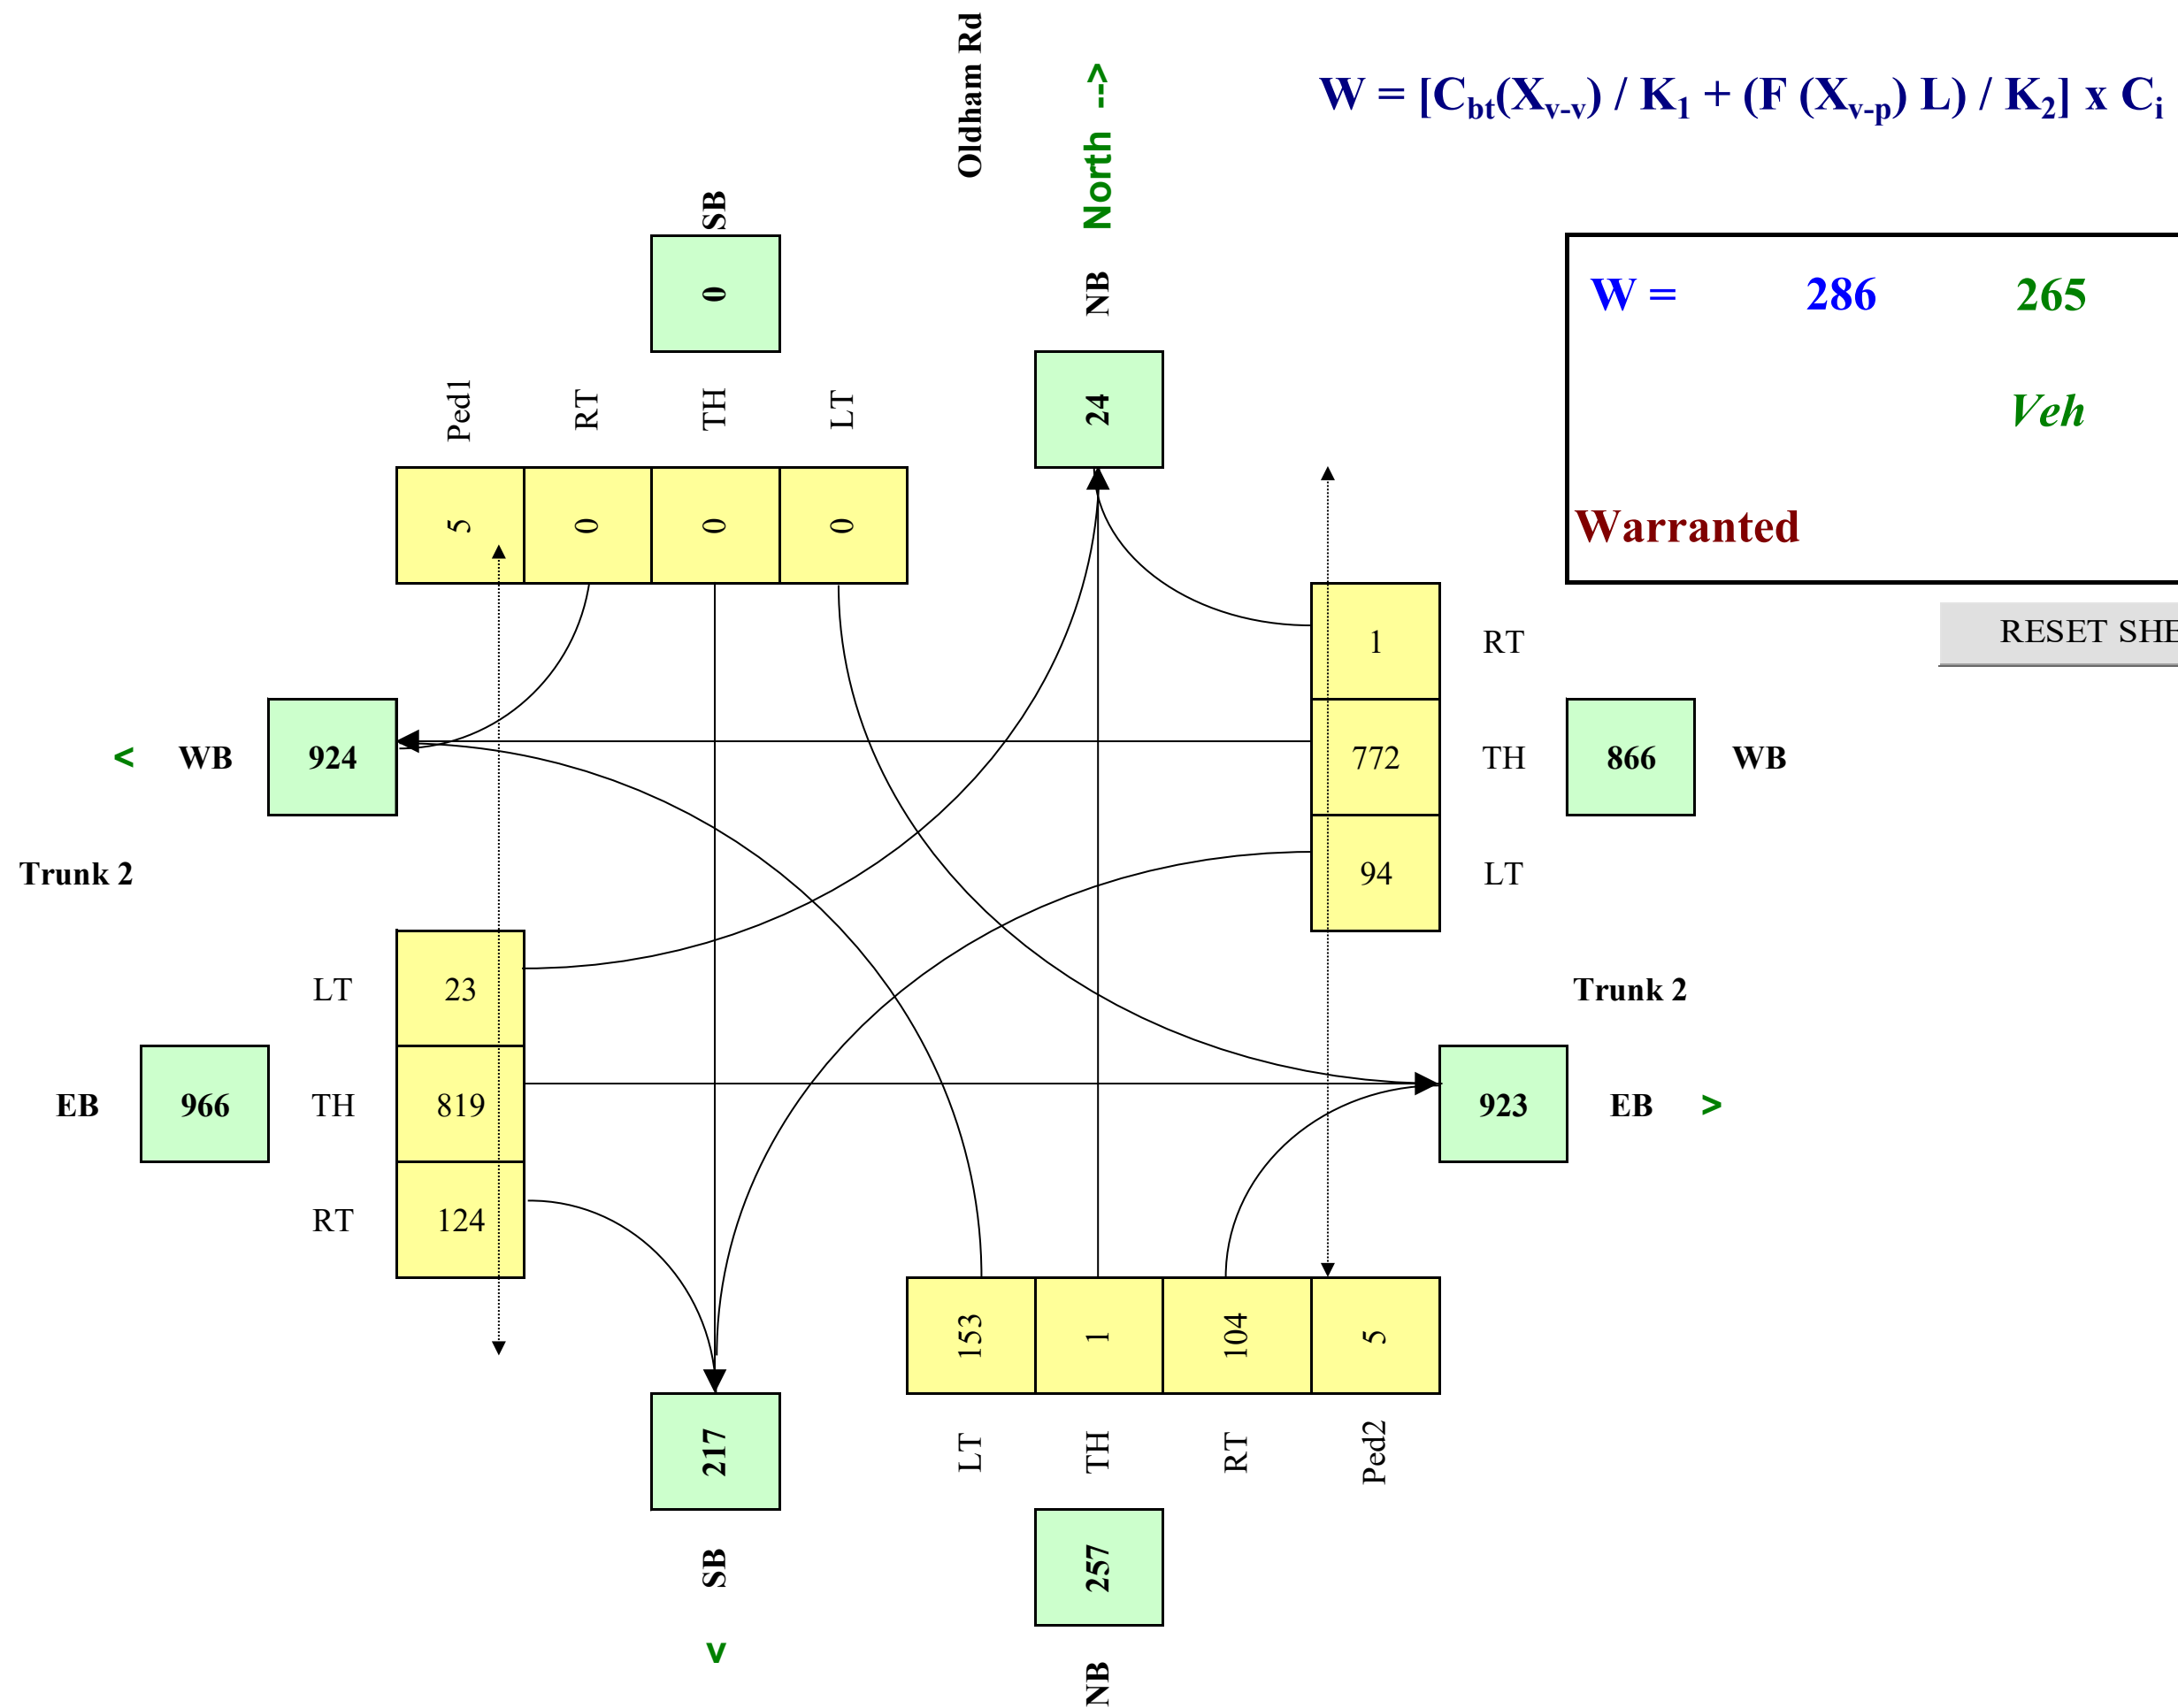 Oldham Rd
North -->
W = [Cbt(Xv-v) / K1 + (F (Xv-p) L) / K2] x Ci
SB
0
NB
24
W = 286 265
Veh
Warranted
RESET SHE
Ped1 RT TH LT
5 0 0 0
1 RT
772 TH
94 LT
< WB 924
866 WB
Trunk 2
Trunk 2
LT 23
EB 966 TH 819
RT 124
923 EB >
153 1 104 5
LT TH RT Ped2
217
SB
<
257
NB